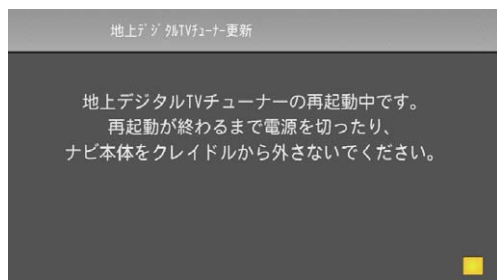 地上ﾃﾞｼﾞﾀﾙTVﾁｭｰﾅｰ更新
地上デジタルTVチューナーの再起動中です。
再起動が終わるまで電源を切ったり、
ナビ本体をクレイドルから外さないでください。